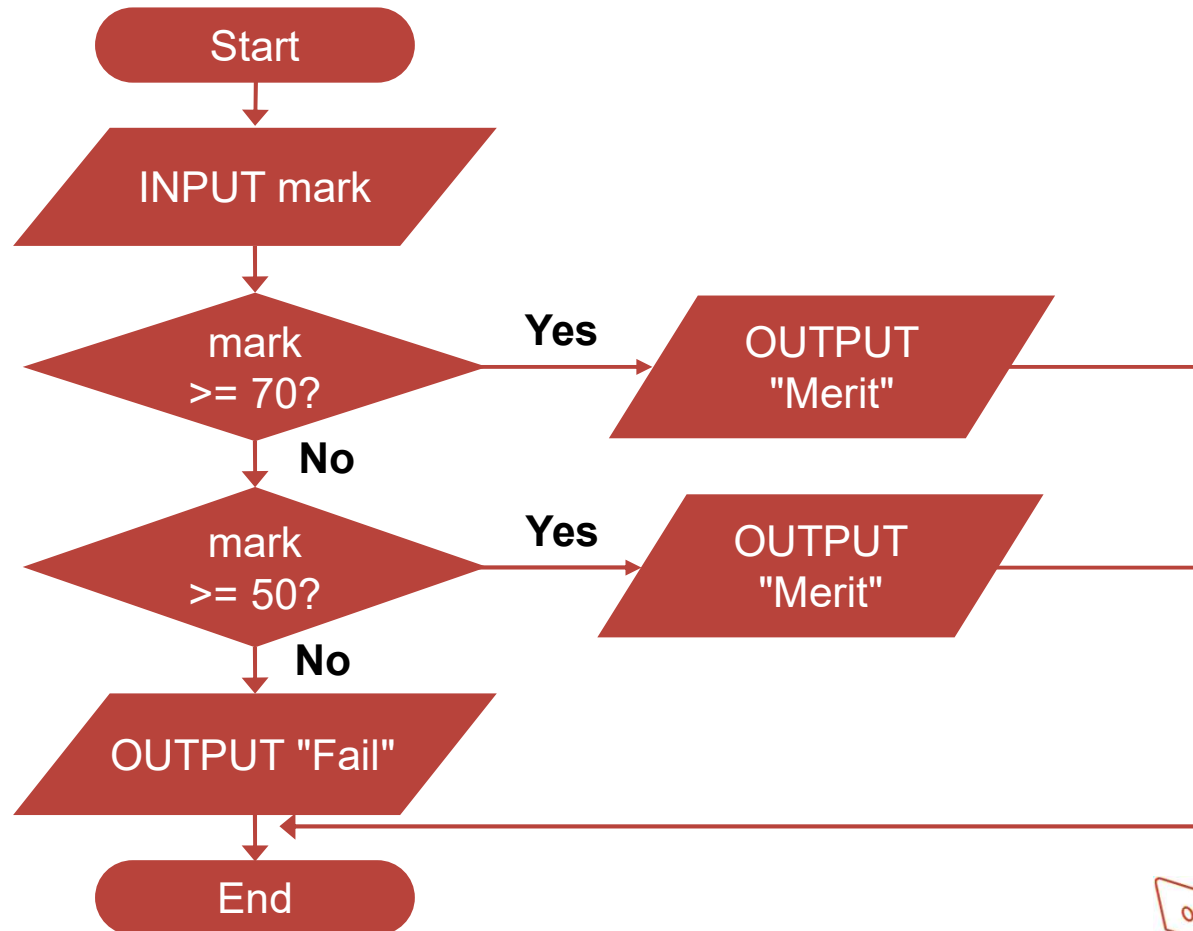 Start
INPUT mark
mark
>= 70?
Yes
OUTPUT
"Merit"
No
mark
>= 50?
Yes
OUTPUT
"Merit"
No
OUTPUT "Fail"
End